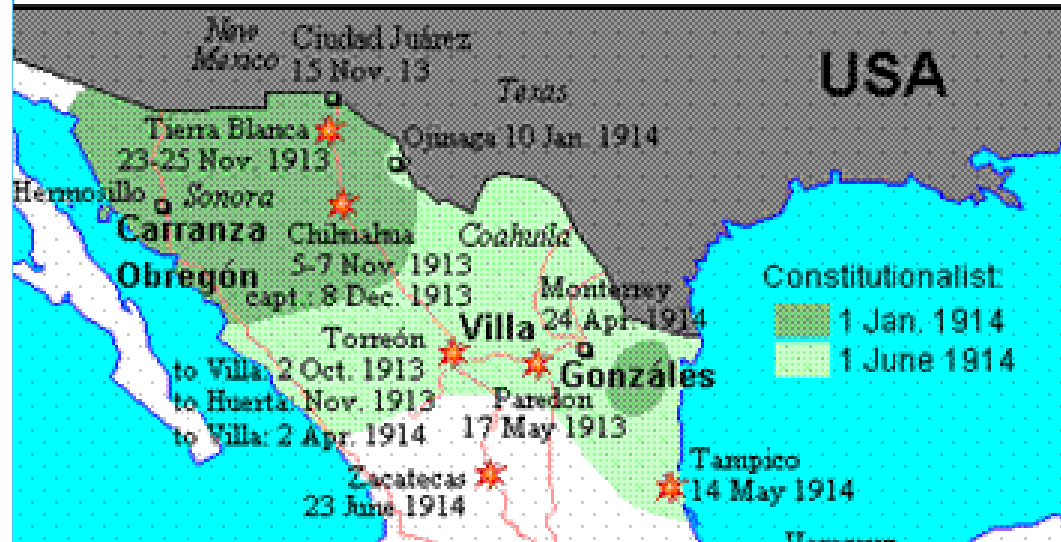 New
Mexico
Ciudad Juárez
15 Nov. 13
Texas
USA
Tierra Blanca
23-25 Nov. 1913
Ojinaga 10 Jan. 1914
Hermosillo
Sonora
Carranza
Chihuahua
5-7 Nov. 1913
capt.: 8 Dec. 1913
Coahuila
Obregón
Monterrey
24 Apr. 1914
Constitutionalist:
1 Jan. 1914
1 June 1914
Villa
Torreón
to Villa: 2 Oct. 1913
to Huerta: Nov. 1913
to Villa: 2 Apr. 1914
Gonzáles
Paredon
17 May 1913
Zacatecas
23 June 1914
Tampico
14 May 1914